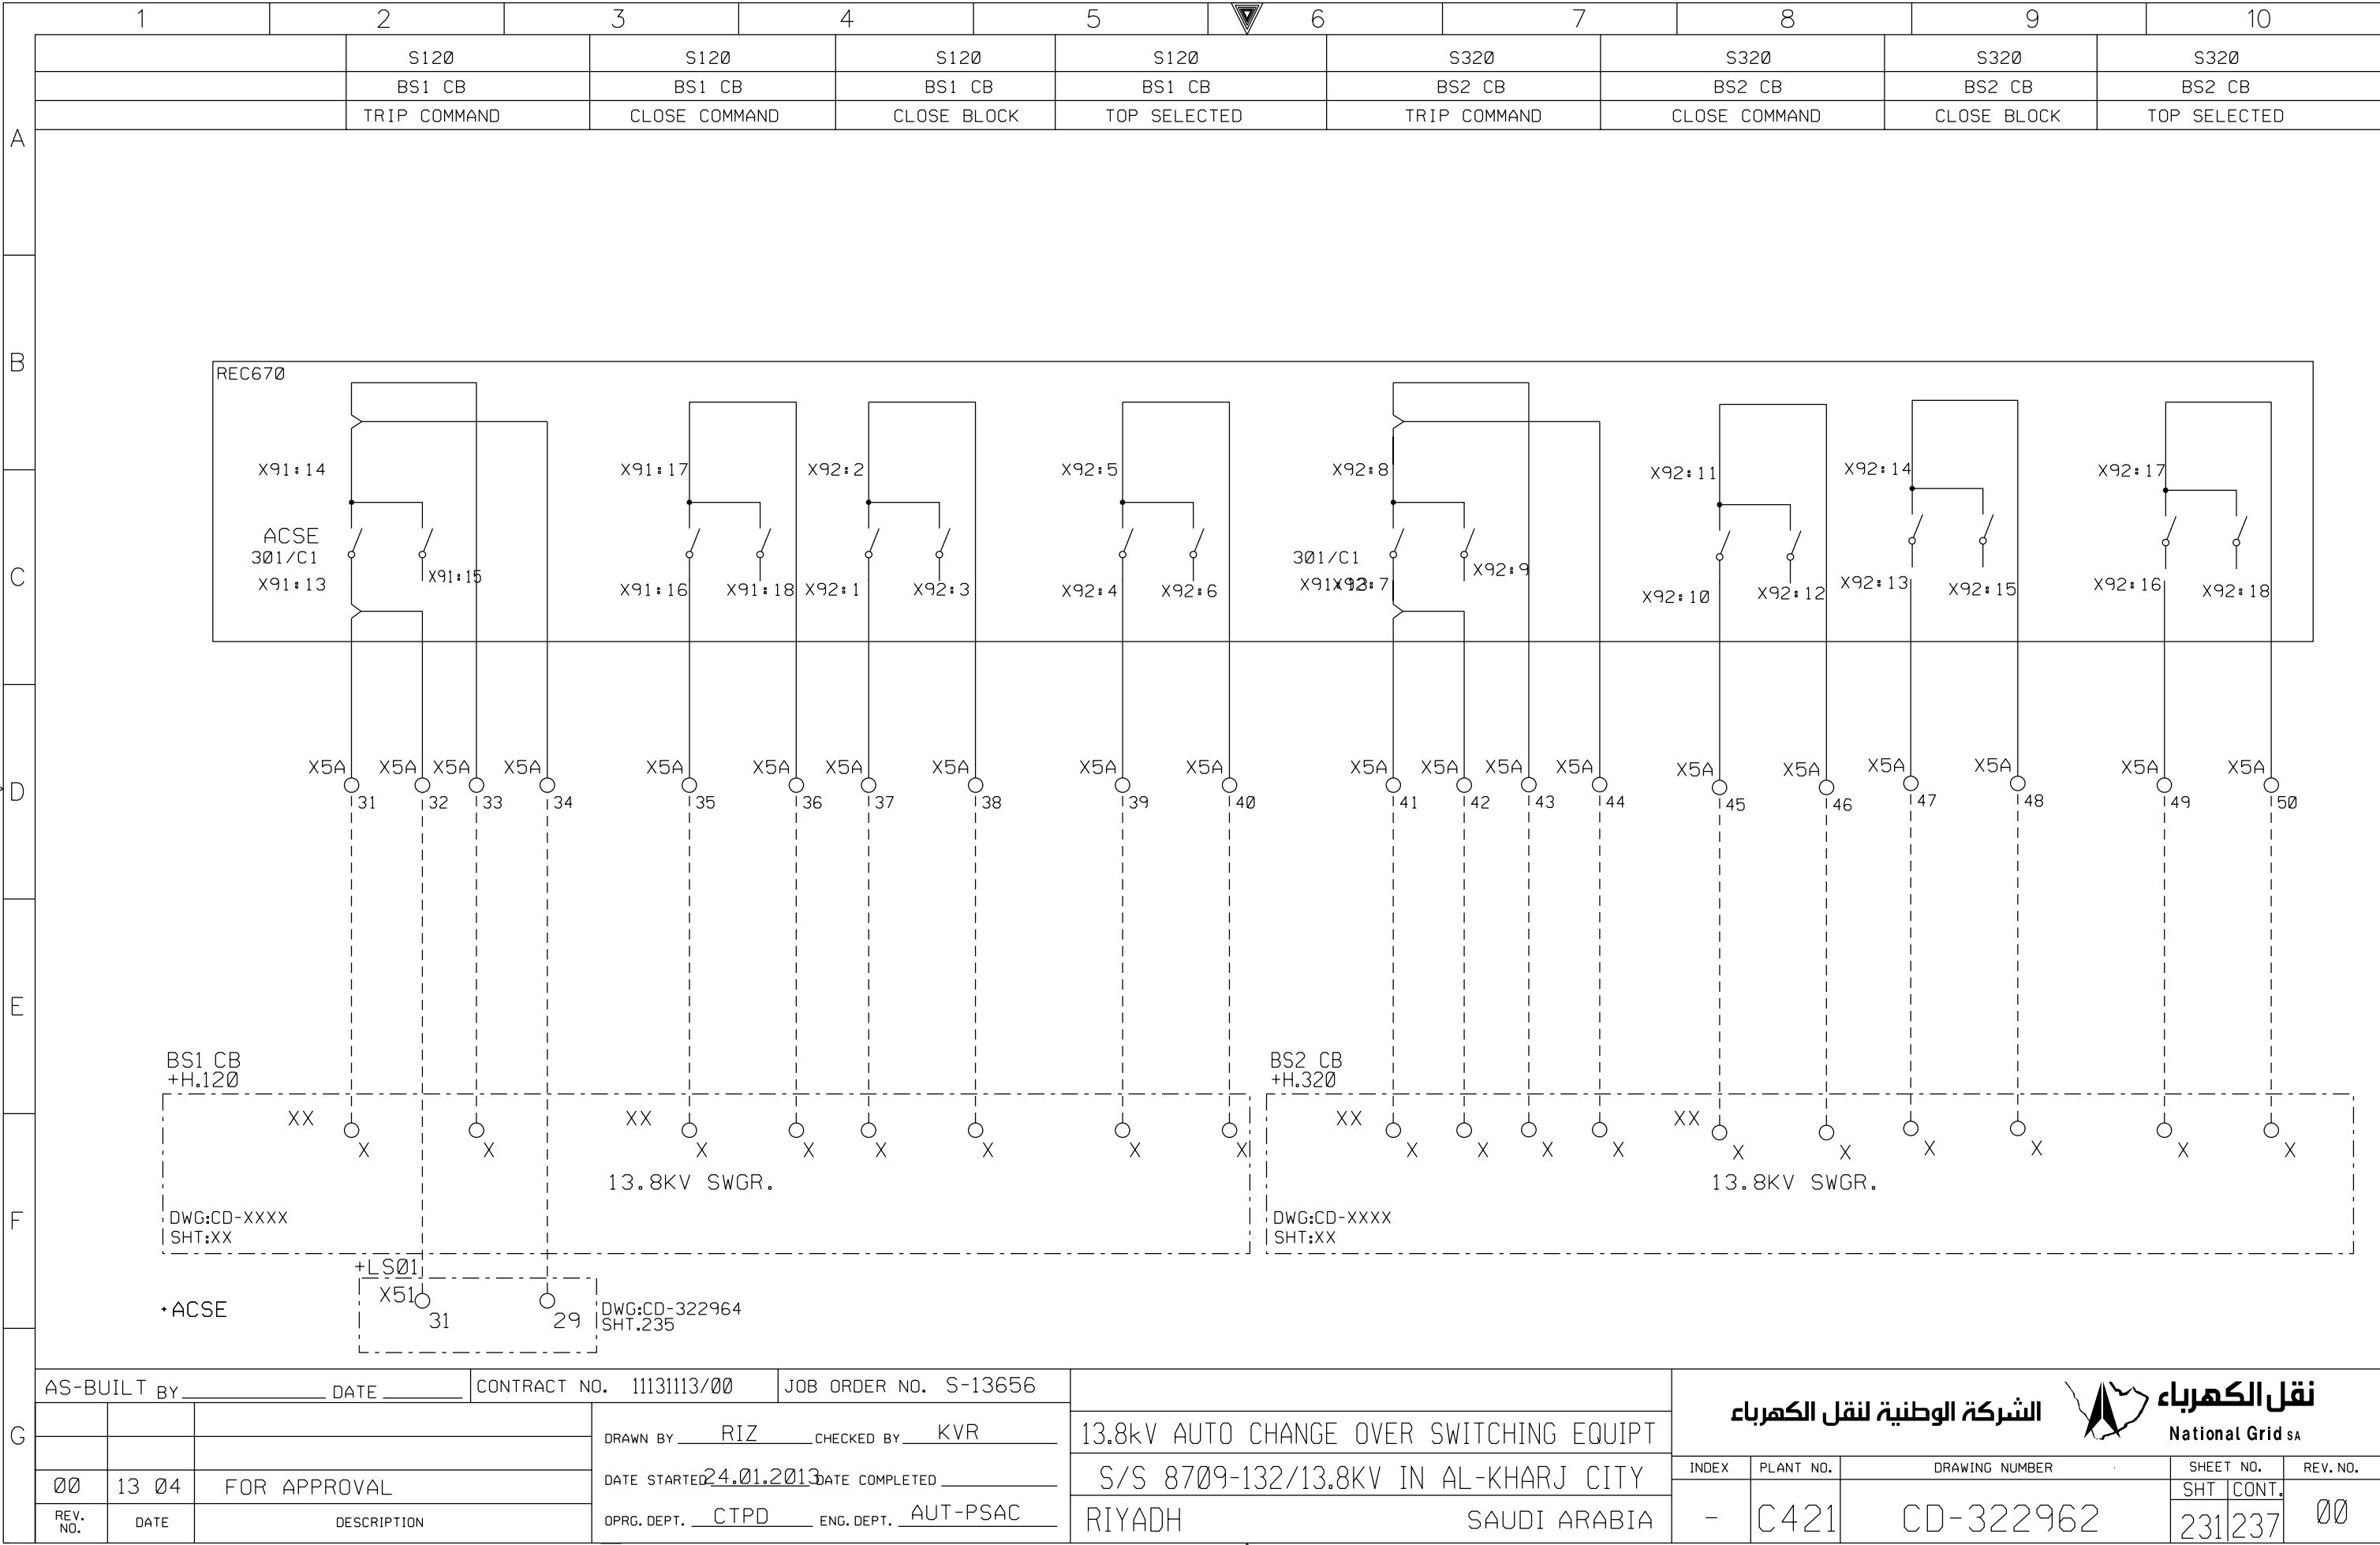 1 2 3 4 5 6 7 8 9 10
S120 S120 S120 S120 S320 S320 S320 S320
BS1 CB BS1 CB BS1 CB BS1 CB BS2 CB BS2 CB BS2 CB BS2 CB
TRIP COMMAND CLOSE COMMAND CLOSE BLOCK TOP SELECTED TRIP COMMAND CLOSE COMMAND CLOSE BLOCK TOP SELECTED
A
B
REC670
X91:14 X91:17 X92:2 X92:5 X92:8 X92:11 X92:14 X92:17
ACSE
301/C1 301/C1
C
X91:13 X91:15 X91:16 X91:18 X92:1 X92:3 X92:4 X92:6 X92:7 X92:9 X92:10 X92:12 X92:13 X92:15 X92:16 X92:18
X5A X5A X5A X5A X5A X5A X5A X5A X5A X5A X5A X5A X5A X5A X5A X5A X5A X5A X5A X5A
D
31 32 33 34 35 36 37 38 39 40 41 42 43 44 45 46 47 48 49 50
E
BS1 CB
+H.120
BS2 CB
+H.320
XX XX XX XX
X X X X X X X X X X X X X X X X X X
13.8KV SWGR. 13.8KV SWGR.
F
DWG:CD-XXXX
SHT:XX
DWG:CD-XXXX
SHT:XX
+LS01
X51
+ACSE
31 29
DWG:CD-322964
SHT.235
G
AS-BUILT BY DATE
CONTRACT NO. 11131113/00
JOB ORDER NO. S-13656
00 13 04 FOR APPROVAL
REV. NO. DATE DESCRIPTION
DRAWN BY RIZ CHECKED BY KVR
DATE STARTED 24.01.2013 DATE COMPLETED
OPRG. DEPT. CTPD ENG. DEPT. AUT-PSAC
13.8kV AUTO CHANGE OVER SWITCHING EQUIPT
S/S 8709-132/13.8KV IN AL-KHARJ CITY
RIYADH SAUDI ARABIA
الشركة الوطنية لنقل الكهرباء
نقل الكهرباء
National Grid SA
INDEX PLANT NO. DRAWING NUMBER SHEET NO. REV. NO.
SHT CONT.
- C421 CD-322962 231 237 00